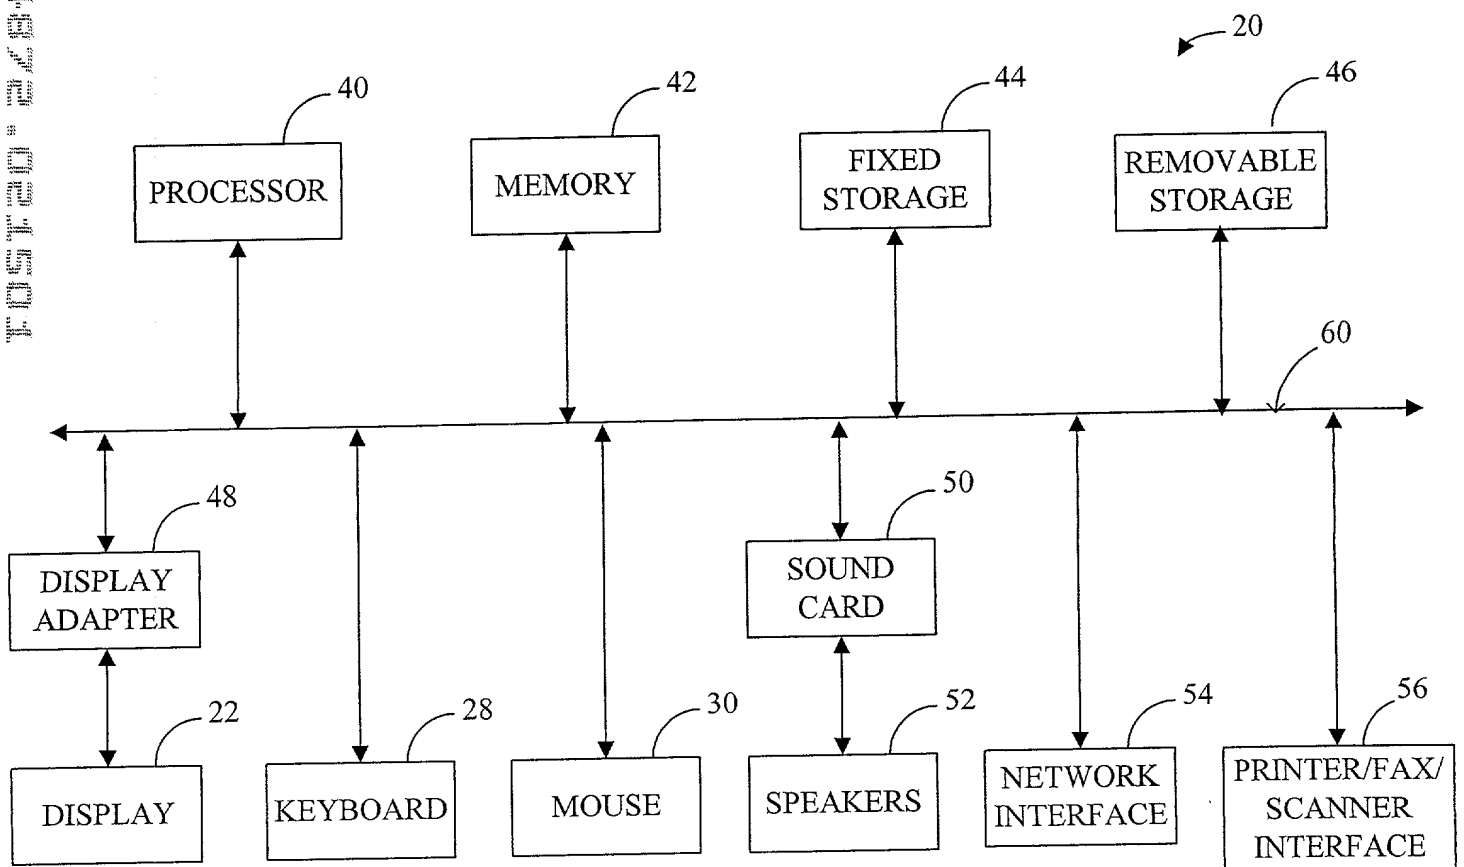 20
40
42
44
46
PROCESSOR
MEMORY
FIXED
STORAGE
REMOVABLE
STORAGE
60
48
50
DISPLAY
ADAPTER
SOUND
CARD
22
28
30
52
54
56
DISPLAY
KEYBOARD
MOUSE
SPEAKERS
NETWORK
INTERFACE
PRINTER/FAX/
SCANNER
INTERFACE